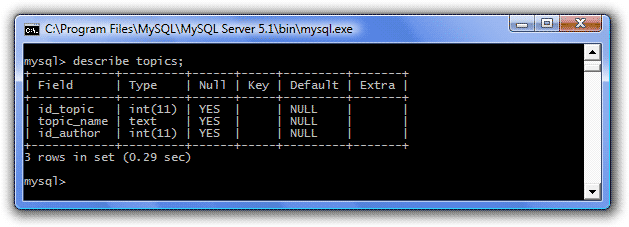 C:\Program Files\MySQL\MySQL Server 5.1\bin\mysql.exe
mysql> describe topics;
+------------+---------+------+-----+---------+-------+
| Field      | Type    | Null | Key | Default | Extra |
+------------+---------+------+-----+---------+-------+
| id_topic   | int(11) | YES  |     | NULL    |       |
| topic_name | text    | YES  |     | NULL    |       |
| id_author  | int(11) | YES  |     | NULL    |       |
+------------+---------+------+-----+---------+-------+
3 rows in set (0.29 sec)
mysql>